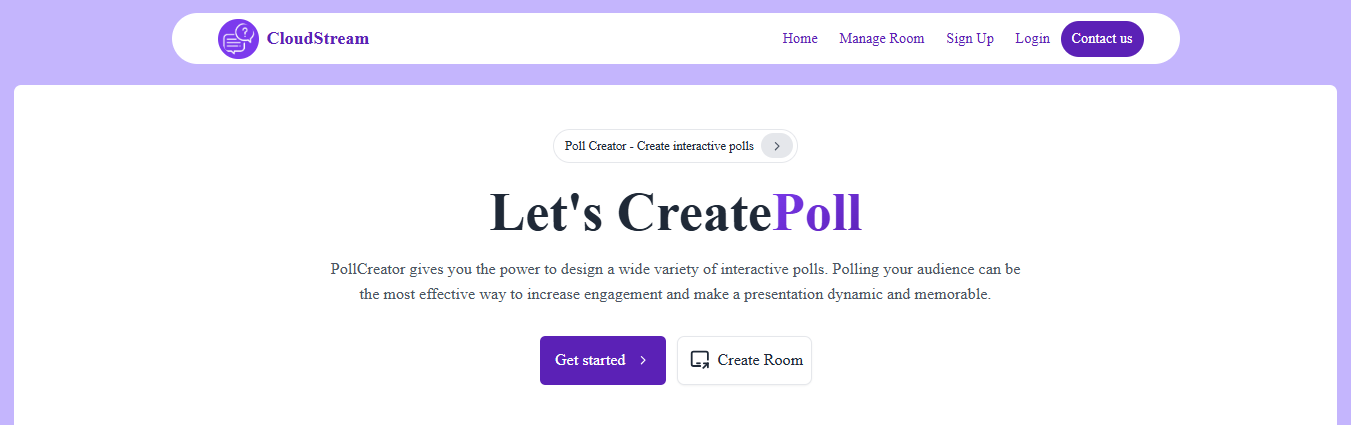 CloudStream
Home
Manage Room
Sign Up
Login
Contact us
Poll Creator - Create interactive polls
Let's CreatePoll
PollCreator gives you the power to design a wide variety of interactive polls. Polling your audience can be
the most effective way to increase engagement and make a presentation dynamic and memorable.
Get started
Create Room